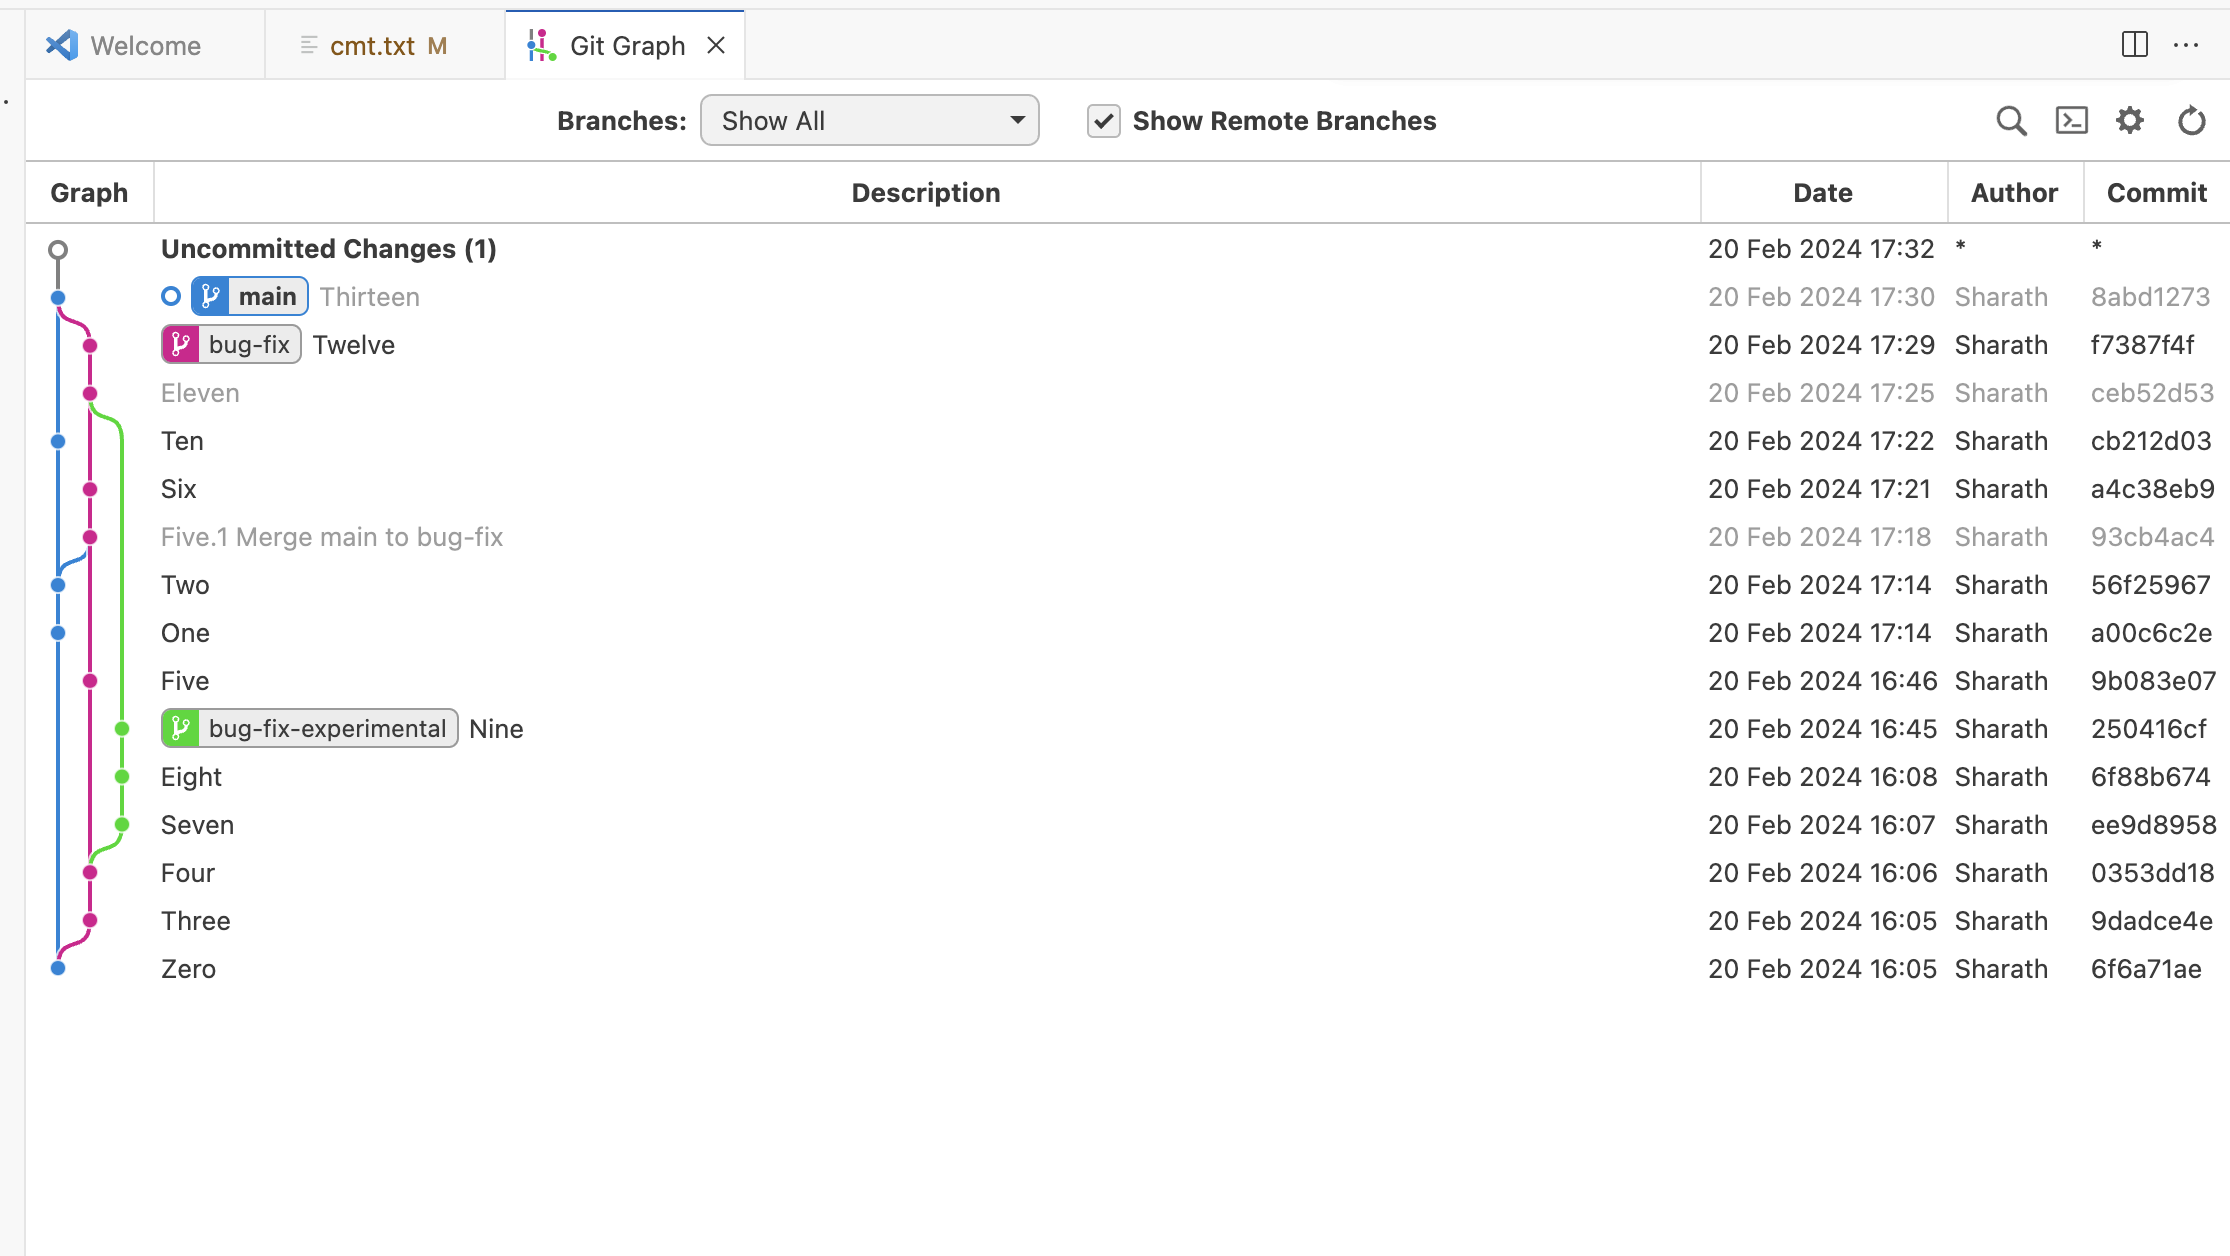 Welcome cmt.txt M Git Graph
Branches: Show All Show Remote Branches
Graph Description Date Author Commit
Uncommitted Changes (1) 20 Feb 2024 17:32 * *
main Thirteen 20 Feb 2024 17:30 Sharath 8abd1273
bug-fix Twelve 20 Feb 2024 17:29 Sharath f7387f4f
Eleven 20 Feb 2024 17:25 Sharath ceb52d53
Ten 20 Feb 2024 17:22 Sharath cb212d03
Six 20 Feb 2024 17:21 Sharath a4c38eb9
Five.1 Merge main to bug-fix 20 Feb 2024 17:18 Sharath 93cb4ac4
Two 20 Feb 2024 17:14 Sharath 56f25967
One 20 Feb 2024 17:14 Sharath a00c6c2e
Five 20 Feb 2024 16:46 Sharath 9b083e07
bug-fix-experimental Nine 20 Feb 2024 16:45 Sharath 250416cf
Eight 20 Feb 2024 16:08 Sharath 6f88b674
Seven 20 Feb 2024 16:07 Sharath ee9d8958
Four 20 Feb 2024 16:06 Sharath 0353dd18
Three 20 Feb 2024 16:05 Sharath 9dadce4e
Zero 20 Feb 2024 16:05 Sharath 6f6a71ae